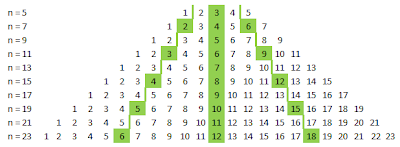 n = 5 1 2 3 4 5
n = 7 1 2 3 4 5 6 7
n = 9 1 2 3 4 5 6 7 8 9
n = 11 1 2 3 4 5 6 7 8 9 10 11
n = 13 1 2 3 4 5 6 7 8 9 10 11 12 13
n = 15 1 2 3 4 5 6 7 8 9 10 11 12 13 14 15
n = 17 1 2 3 4 5 6 7 8 9 10 11 12 13 14 15 16 17
n = 19 1 2 3 4 5 6 7 8 9 10 11 12 13 14 15 16 17 18 19
n = 21 1 2 3 4 5 6 7 8 9 10 11 12 13 14 15 16 17 18 19 20 21
n = 23 1 2 3 4 5 6 7 8 9 10 11 12 13 14 15 16 17 18 19 20 21 22 23